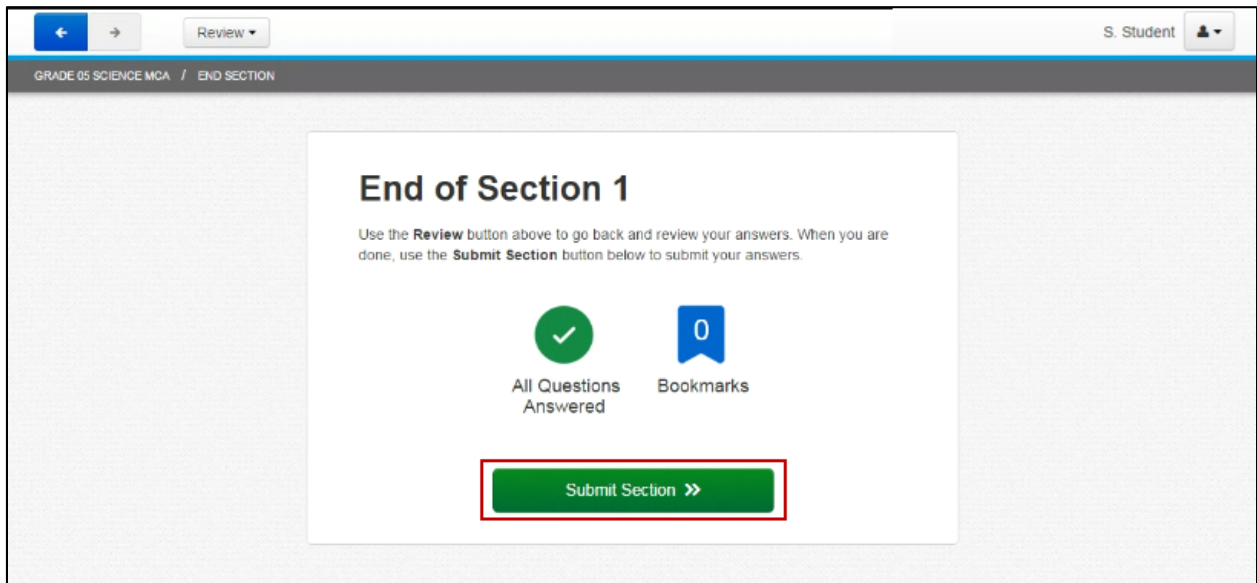 Review
S. Student
GRADE 05 SCIENCE MCA / END SECTION
End of Section 1
Use the Review button above to go back and review your answers. When you are
done, use the Submit Section button below to submit your answers.
0
All Questions
Answered
Bookmarks
Submit Section